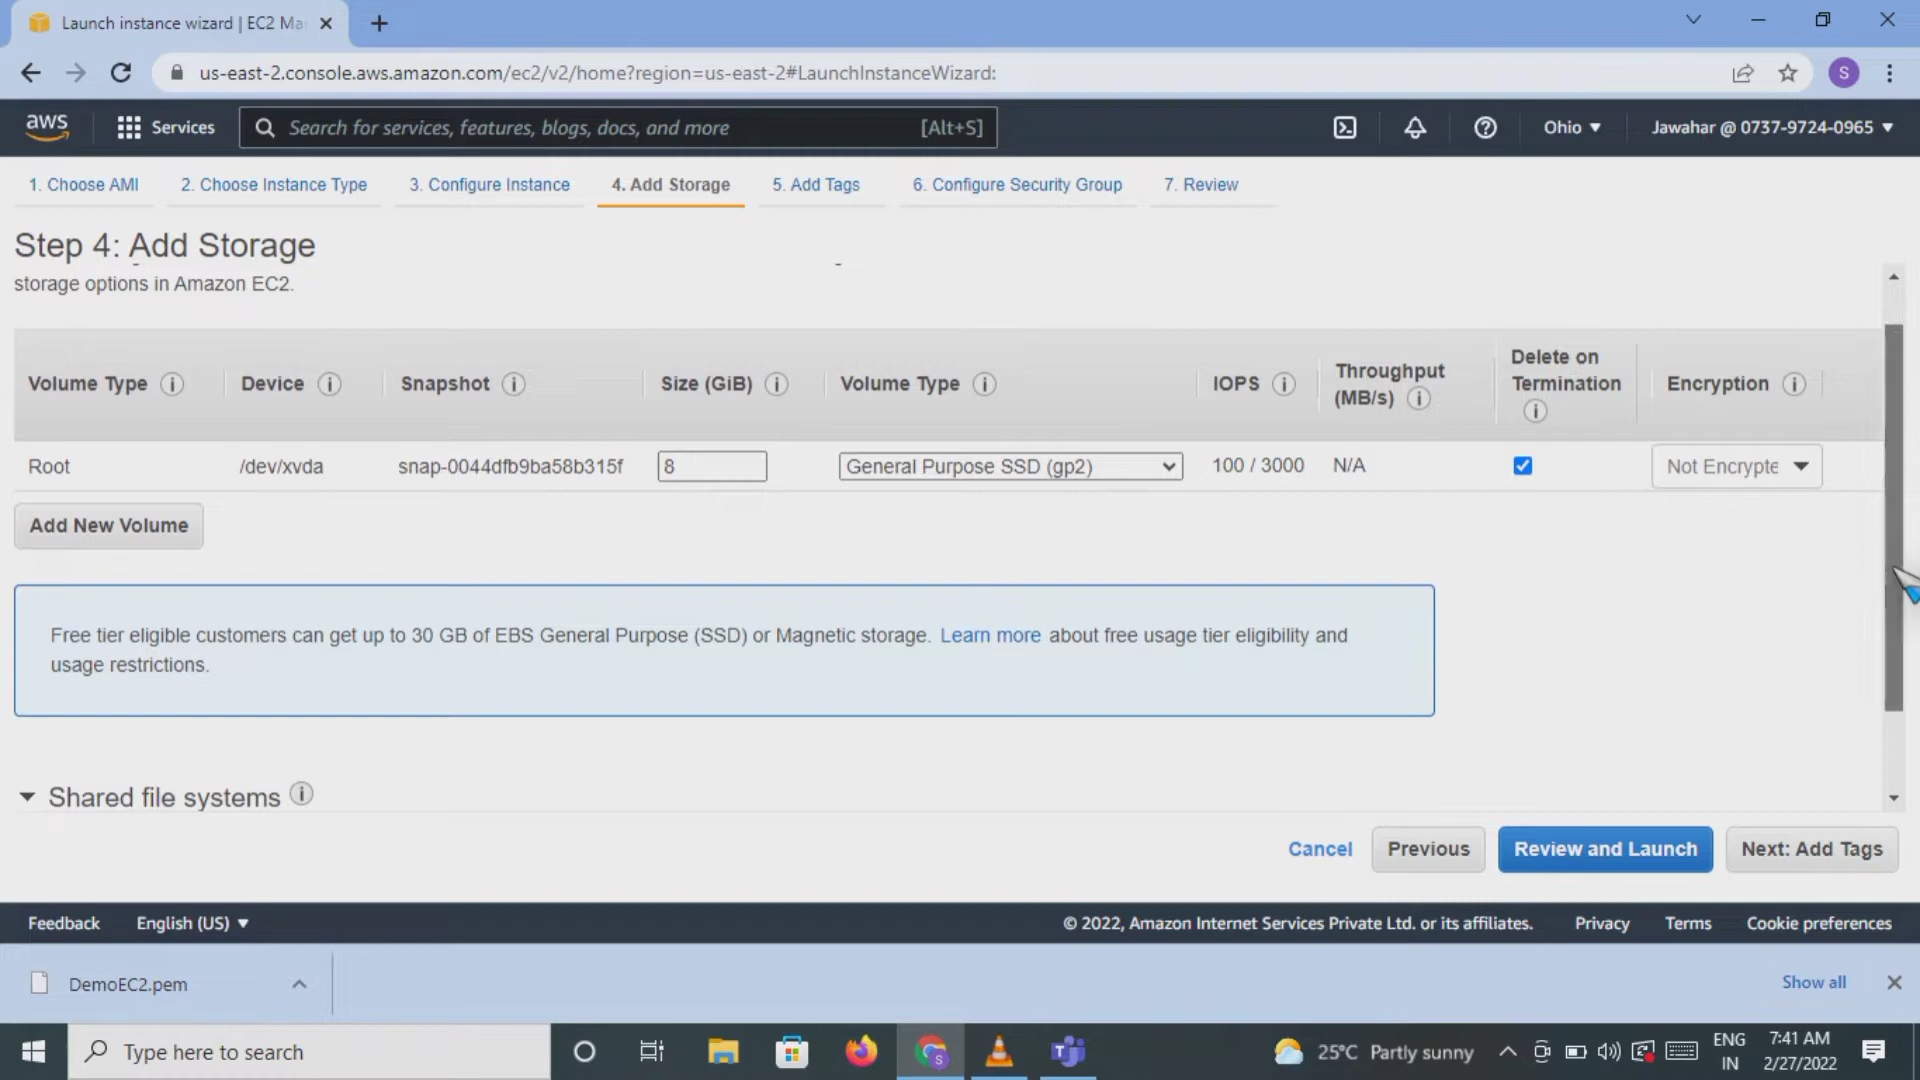 Launch instance wizard | EC2 Ma
us-east-2.console.aws.amazon.com/ec2/v2/home?region=us-east-2#LaunchInstanceWizard:
S
aws
Services
Search for services, features, blogs, docs, and more
[Alt+S]
Ohio
Jawahar @ 0737-9724-0965
1. Choose AMI
2. Choose Instance Type
3. Configure Instance
4. Add Storage
5. Add Tags
6. Configure Security Group
7. Review
Step 4: Add Storage
storage options in Amazon EC2.
Volume Type
Device
Snapshot
Size (GiB)
Volume Type
IOPS
Throughput
(MB/s)
Delete on
Termination
Encryption
Root
/dev/xvda
snap-0044dfb9ba58b315f
8
General Purpose SSD (gp2)
100 / 3000
N/A
Not Encrypte
Add New Volume
Free tier eligible customers can get up to 30 GB of EBS General Purpose (SSD) or Magnetic storage. Learn more about free usage tier eligibility and
usage restrictions.
Shared file systems
Cancel
Previous
Review and Launch
Next: Add Tags
Feedback
English (US)
© 2022, Amazon Internet Services Private Ltd. or its affiliates.
Privacy
Terms
Cookie preferences
DemoEC2.pem
Show all
Type here to search
25°C Partly sunny
ENG
IN
7:41 AM
2/27/2022